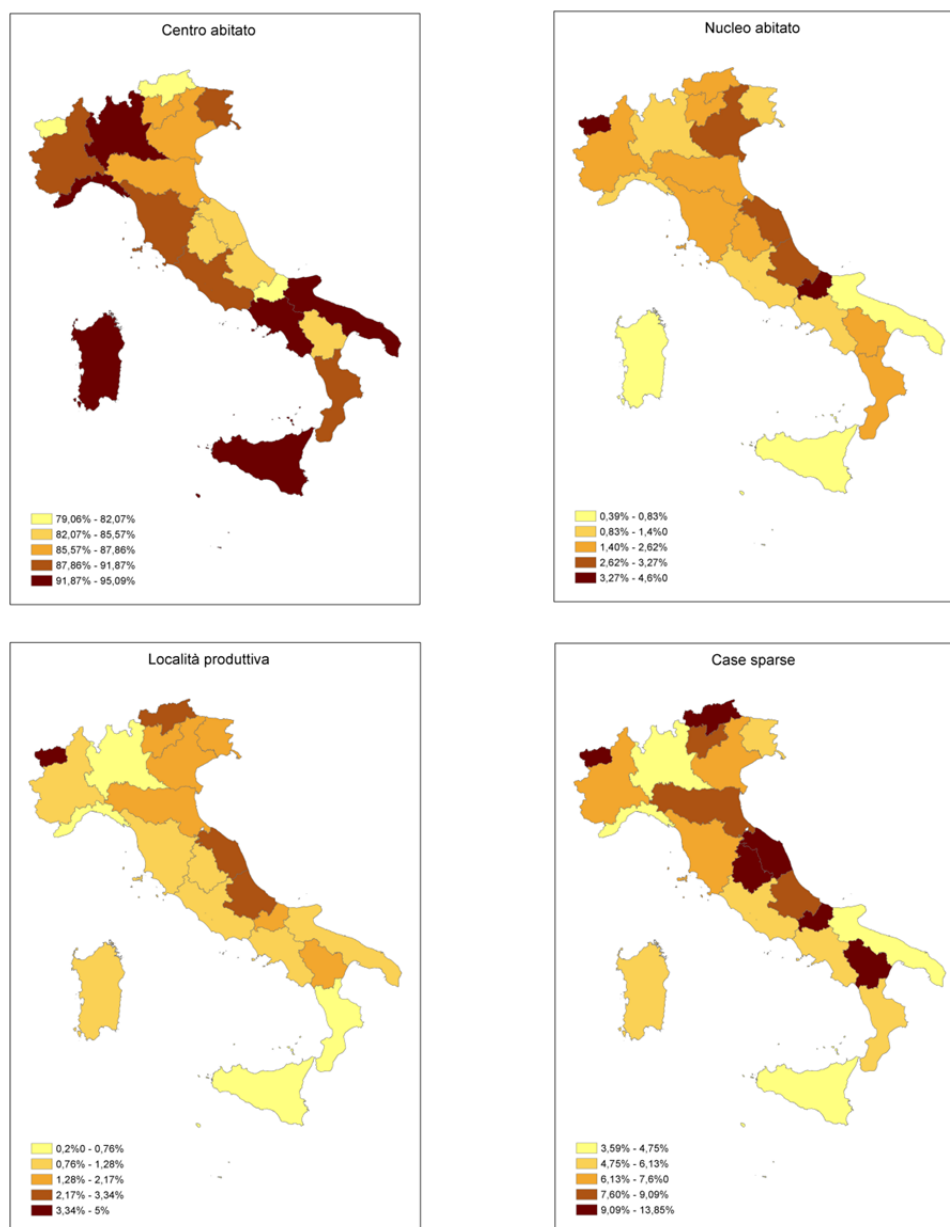 Centro abitato
79,06% - 82,07%
82,07% - 85,57%
85,57% - 87,86%
87,86% - 91,87%
91,87% - 95,09%
Nucleo abitato
0,39% - 0,83%
0,83% - 1,4%0
1,40% - 2,62%
2,62% - 3,27%
3,27% - 4,6%0
Località produttiva
0,2%0 - 0,76%
0,76% - 1,28%
1,28% - 2,17%
2,17% - 3,34%
3,34% - 5%
Case sparse
3,59% - 4,75%
4,75% - 6,13%
6,13% - 7,6%0
7,60% - 9,09%
9,09% - 13,85%